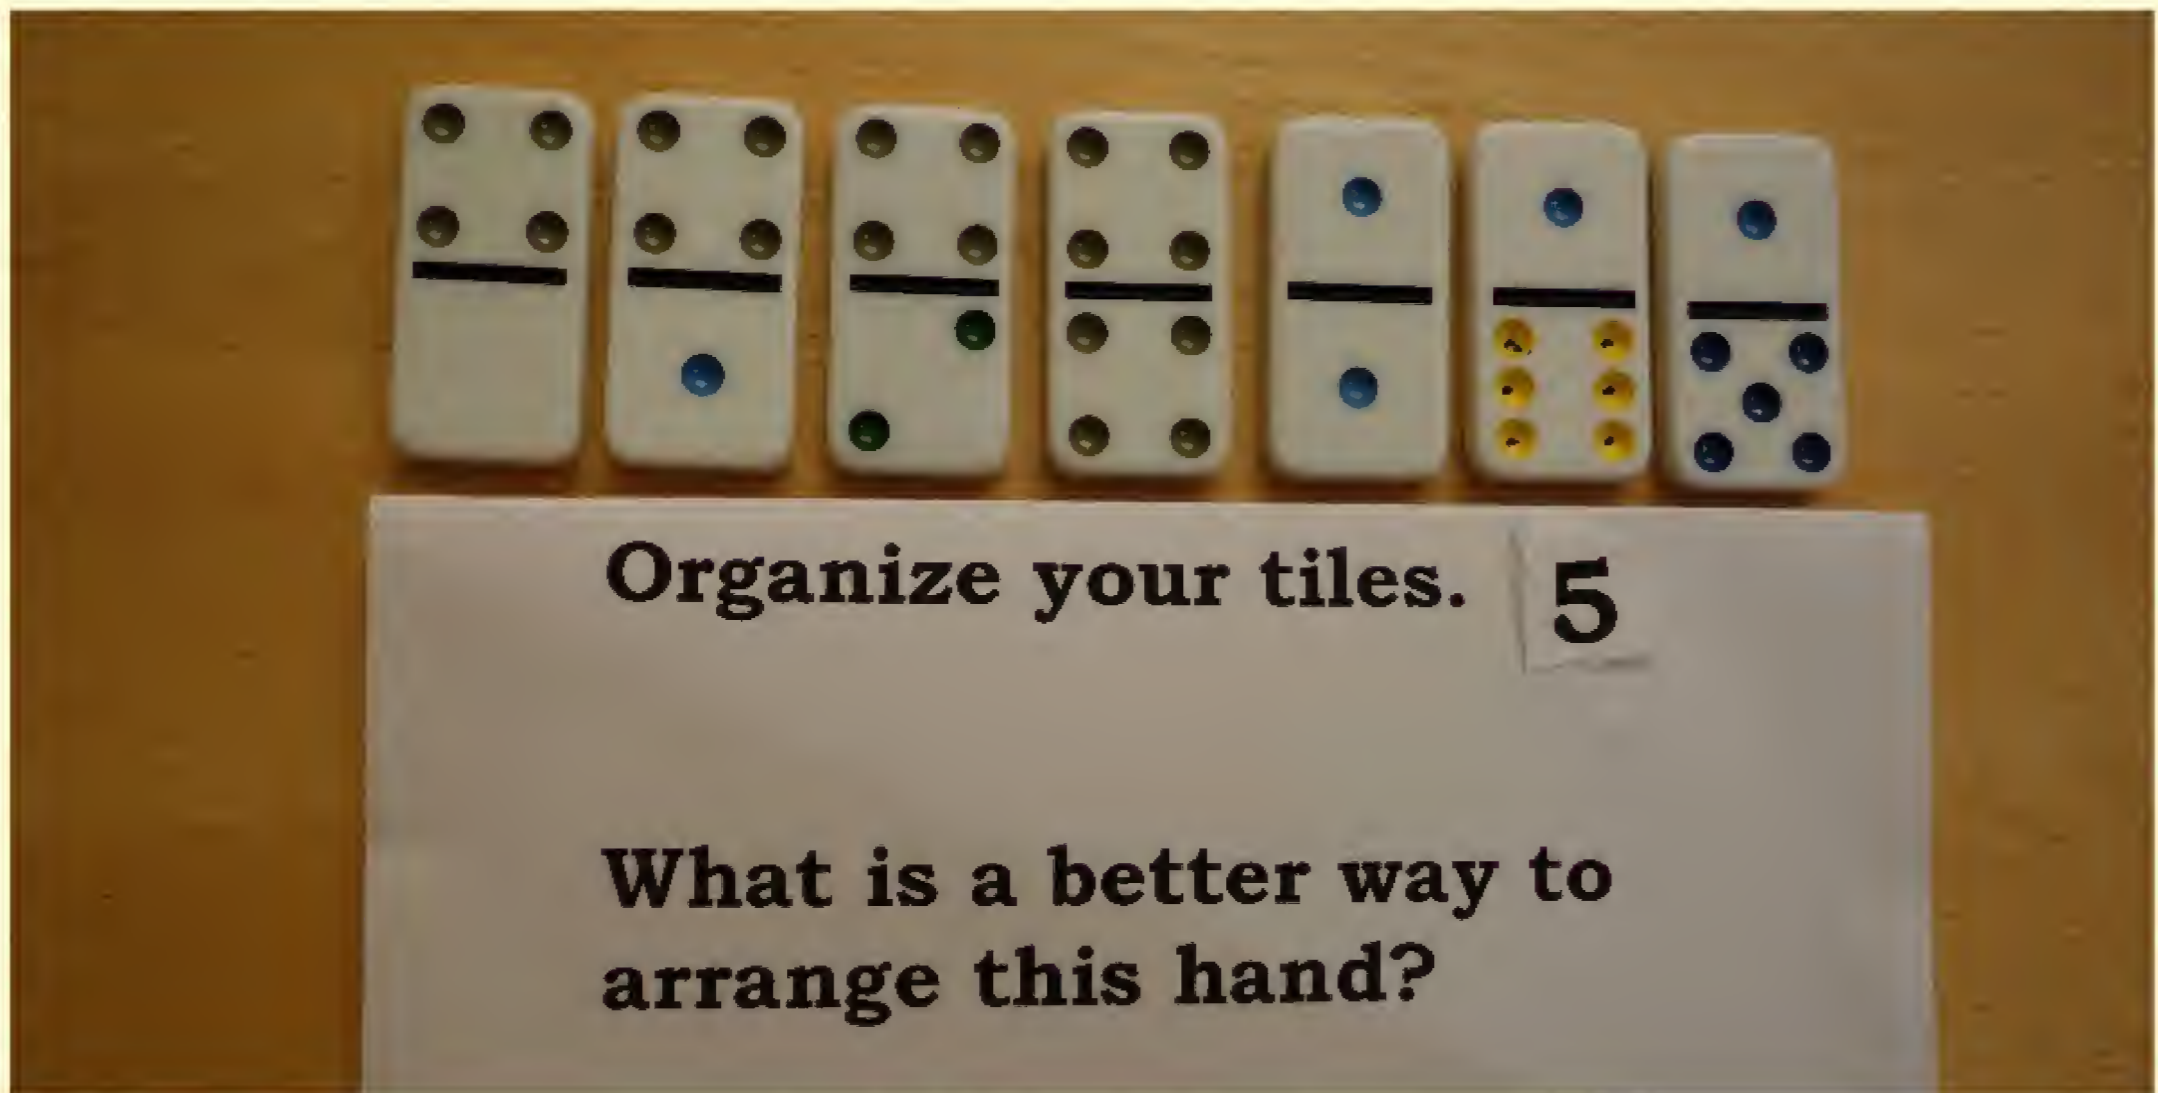 Organize your tiles. 5
What is a better way to
arrange this hand?